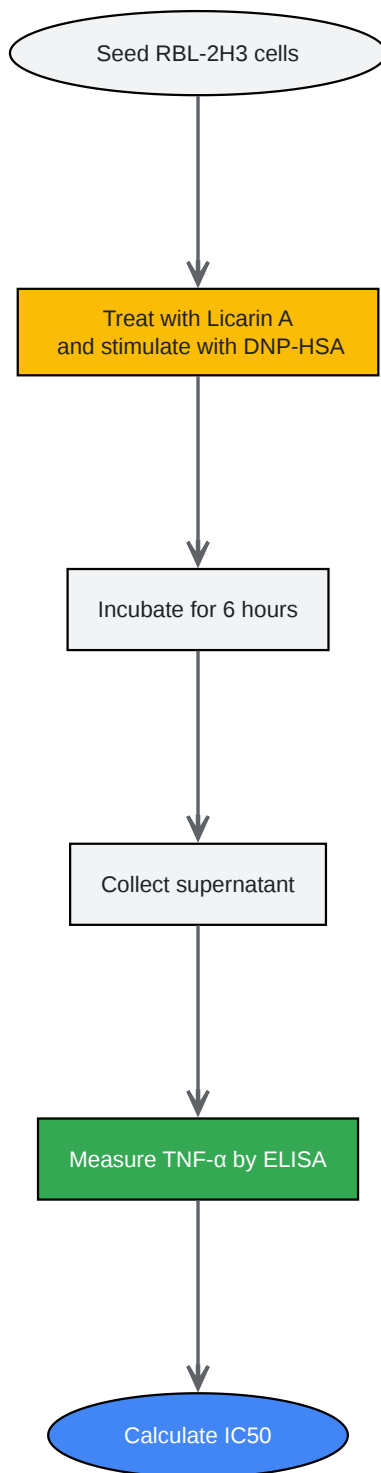 Seed RBL-2H3 cells
Treat with Licarin A
and stimulate with DNP-HSA
Incubate for 6 hours
Collect supernatant
Measure TNF-α by ELISA
Calculate IC50